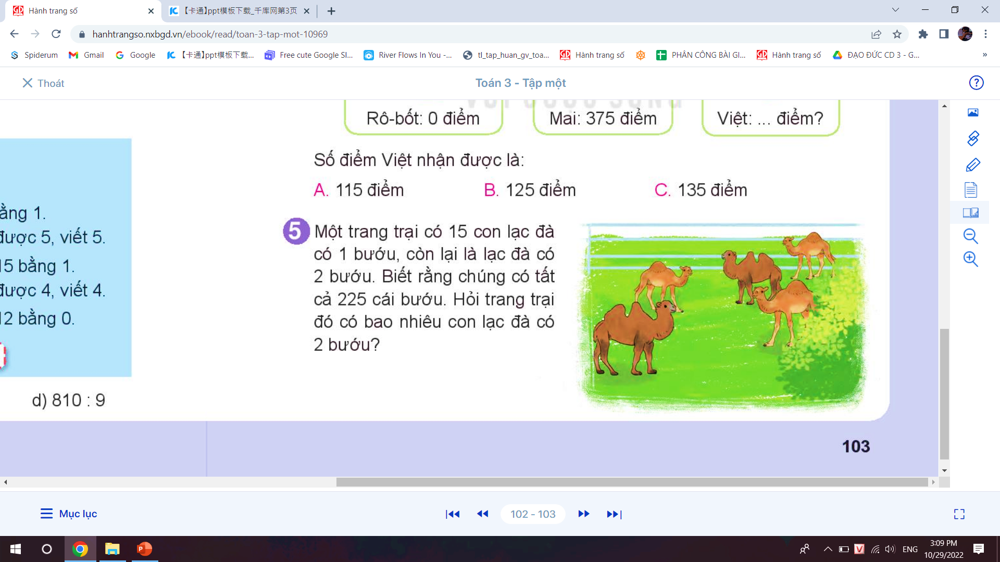 Hành trang số
【卡通】ppt模板下载_千库网第3页
hanhtrangso.nxbgd.vn/ebook/read/toan-3-tap-mot-10969
Spiderum
Gmail
Google
【卡通】ppt模板下载...
Free cute Google Sl...
River Flows In You -...
tl_tap_huan_gv_toa...
Hành trang số
PHÂN CÔNG BÀI GI...
Hành trang số
ĐẠO ĐỨC CD 3 - G...
»
Thoát
Toán 3 - Tập một
?
Rô-bốt: 0 điểm
Mai: 375 điểm
Việt: ... điểm?
Số điểm Việt nhận được là:
A. 115 điểm
B. 125 điểm
C. 135 điểm
ằng 1.
được 5, viết 5.
15 bằng 1.
được 4, viết 4.
12 bằng 0.
d) 810 : 9
5 Một trang trại có 15 con lạc đà
có 1 bướu, còn lại là lạc đà có
2 bướu. Biết rằng chúng có tất
cả 225 cái bướu. Hỏi trang trại
đó có bao nhiêu con lạc đà có
2 bướu?
103
Mục lục
102 - 103
ENG
3:09 PM
10/29/2022